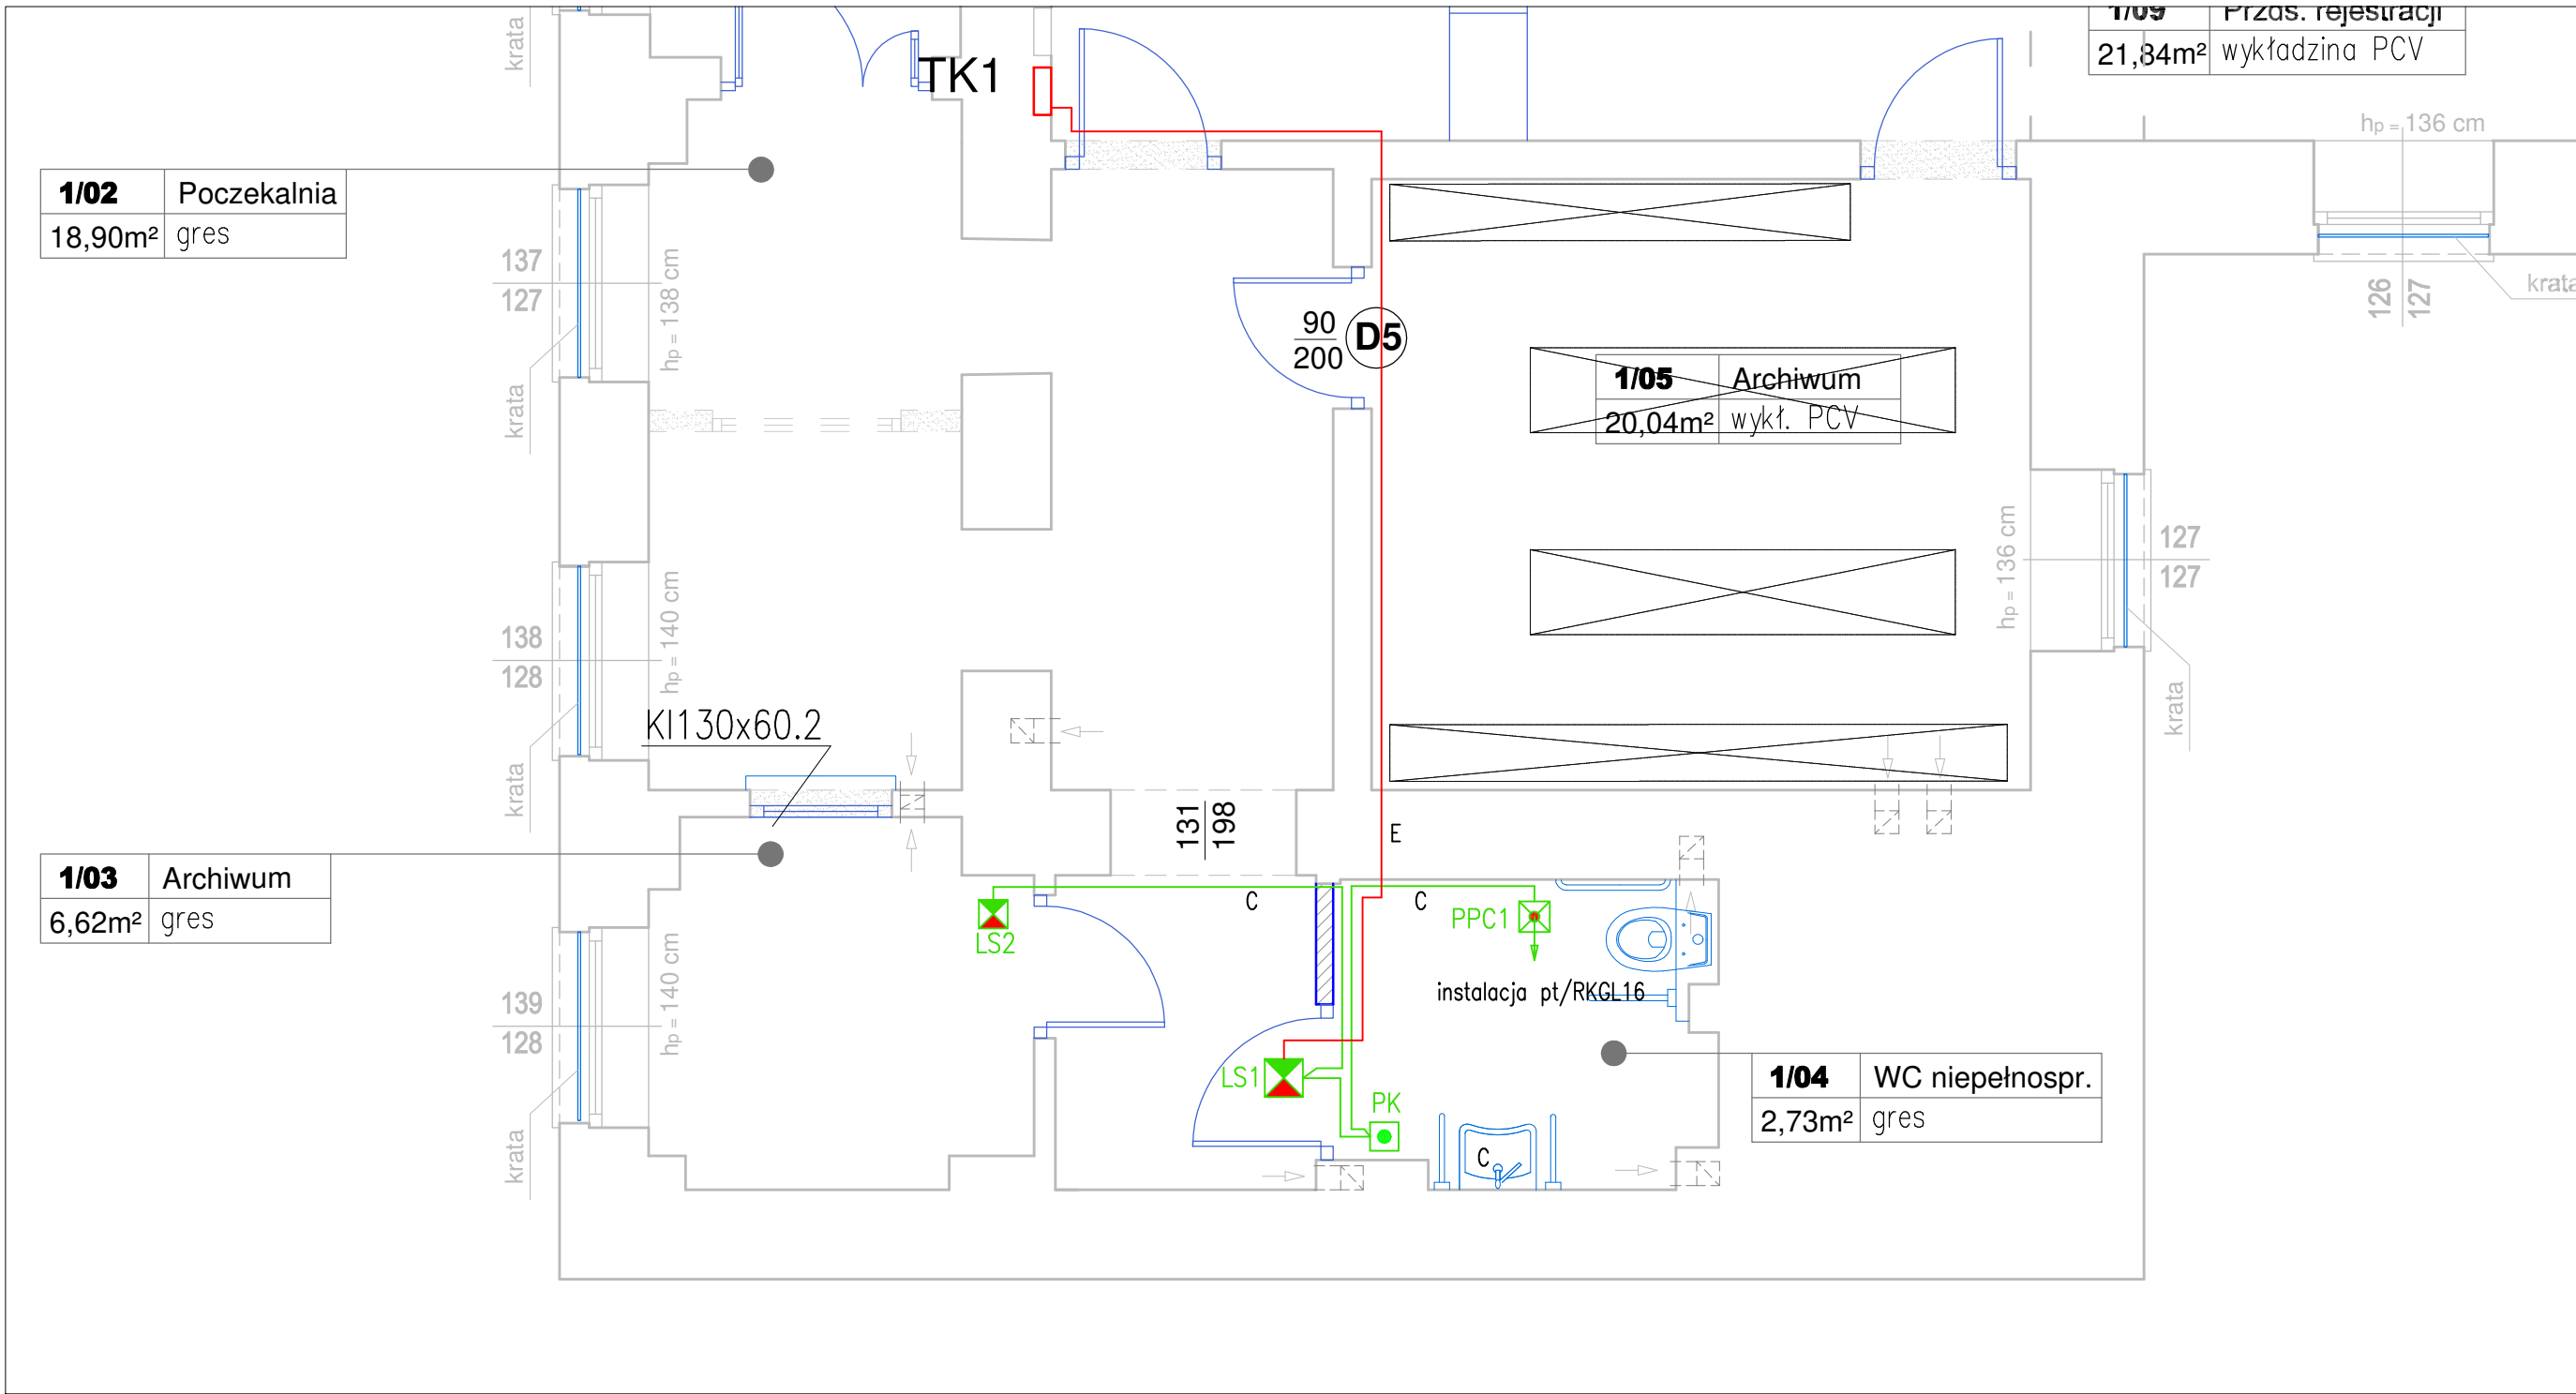 1/09 Przds. rejestracji
21,84m² wykładzina PCV
krata
TK1
hp = 136 cm
1/02 Poczekalnia
18,90m² gres
137
127
hp = 138 cm
krata
90
200
D5
126
127
krata
1/05 Archiwum
20,04m² wykł. PCV
138
128
hp = 140 cm
krata
hp = 136 cm
127
127
krata
KI130x60.2
131
198
E
1/03 Archiwum
6,62m² gres
C
C
LS2
PPC1
instalacja pt/RKGL16
139
128
hp = 140 cm
krata
LS1
PK
C
1/04 WC niepełnospr.
2,73m² gres